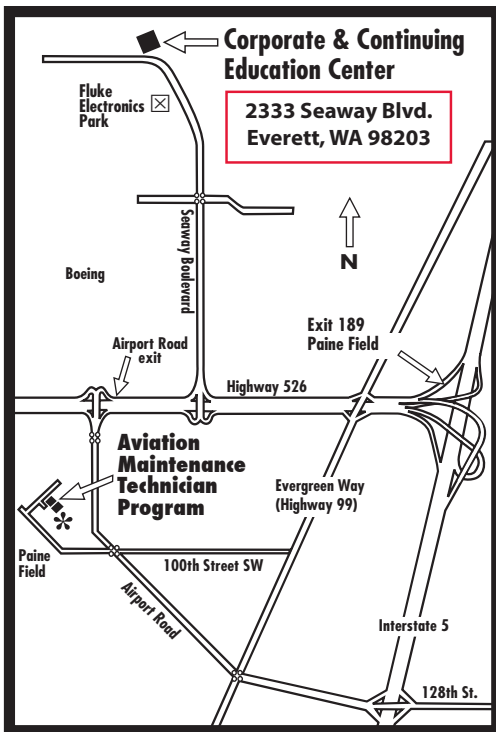 Corporate & Continuing
Education Center
Fluke
Electronics
Park
2333 Seaway Blvd.
Everett, WA 98203
Seaway Boulevard
N
Boeing
Exit 189
Paine Field
Airport Road
exit
Highway 526
Aviation
Maintenance
Technician
Program
Evergreen Way
(Highway 99)
Paine
Field
100th Street SW
Airport Road
Interstate 5
128th St.